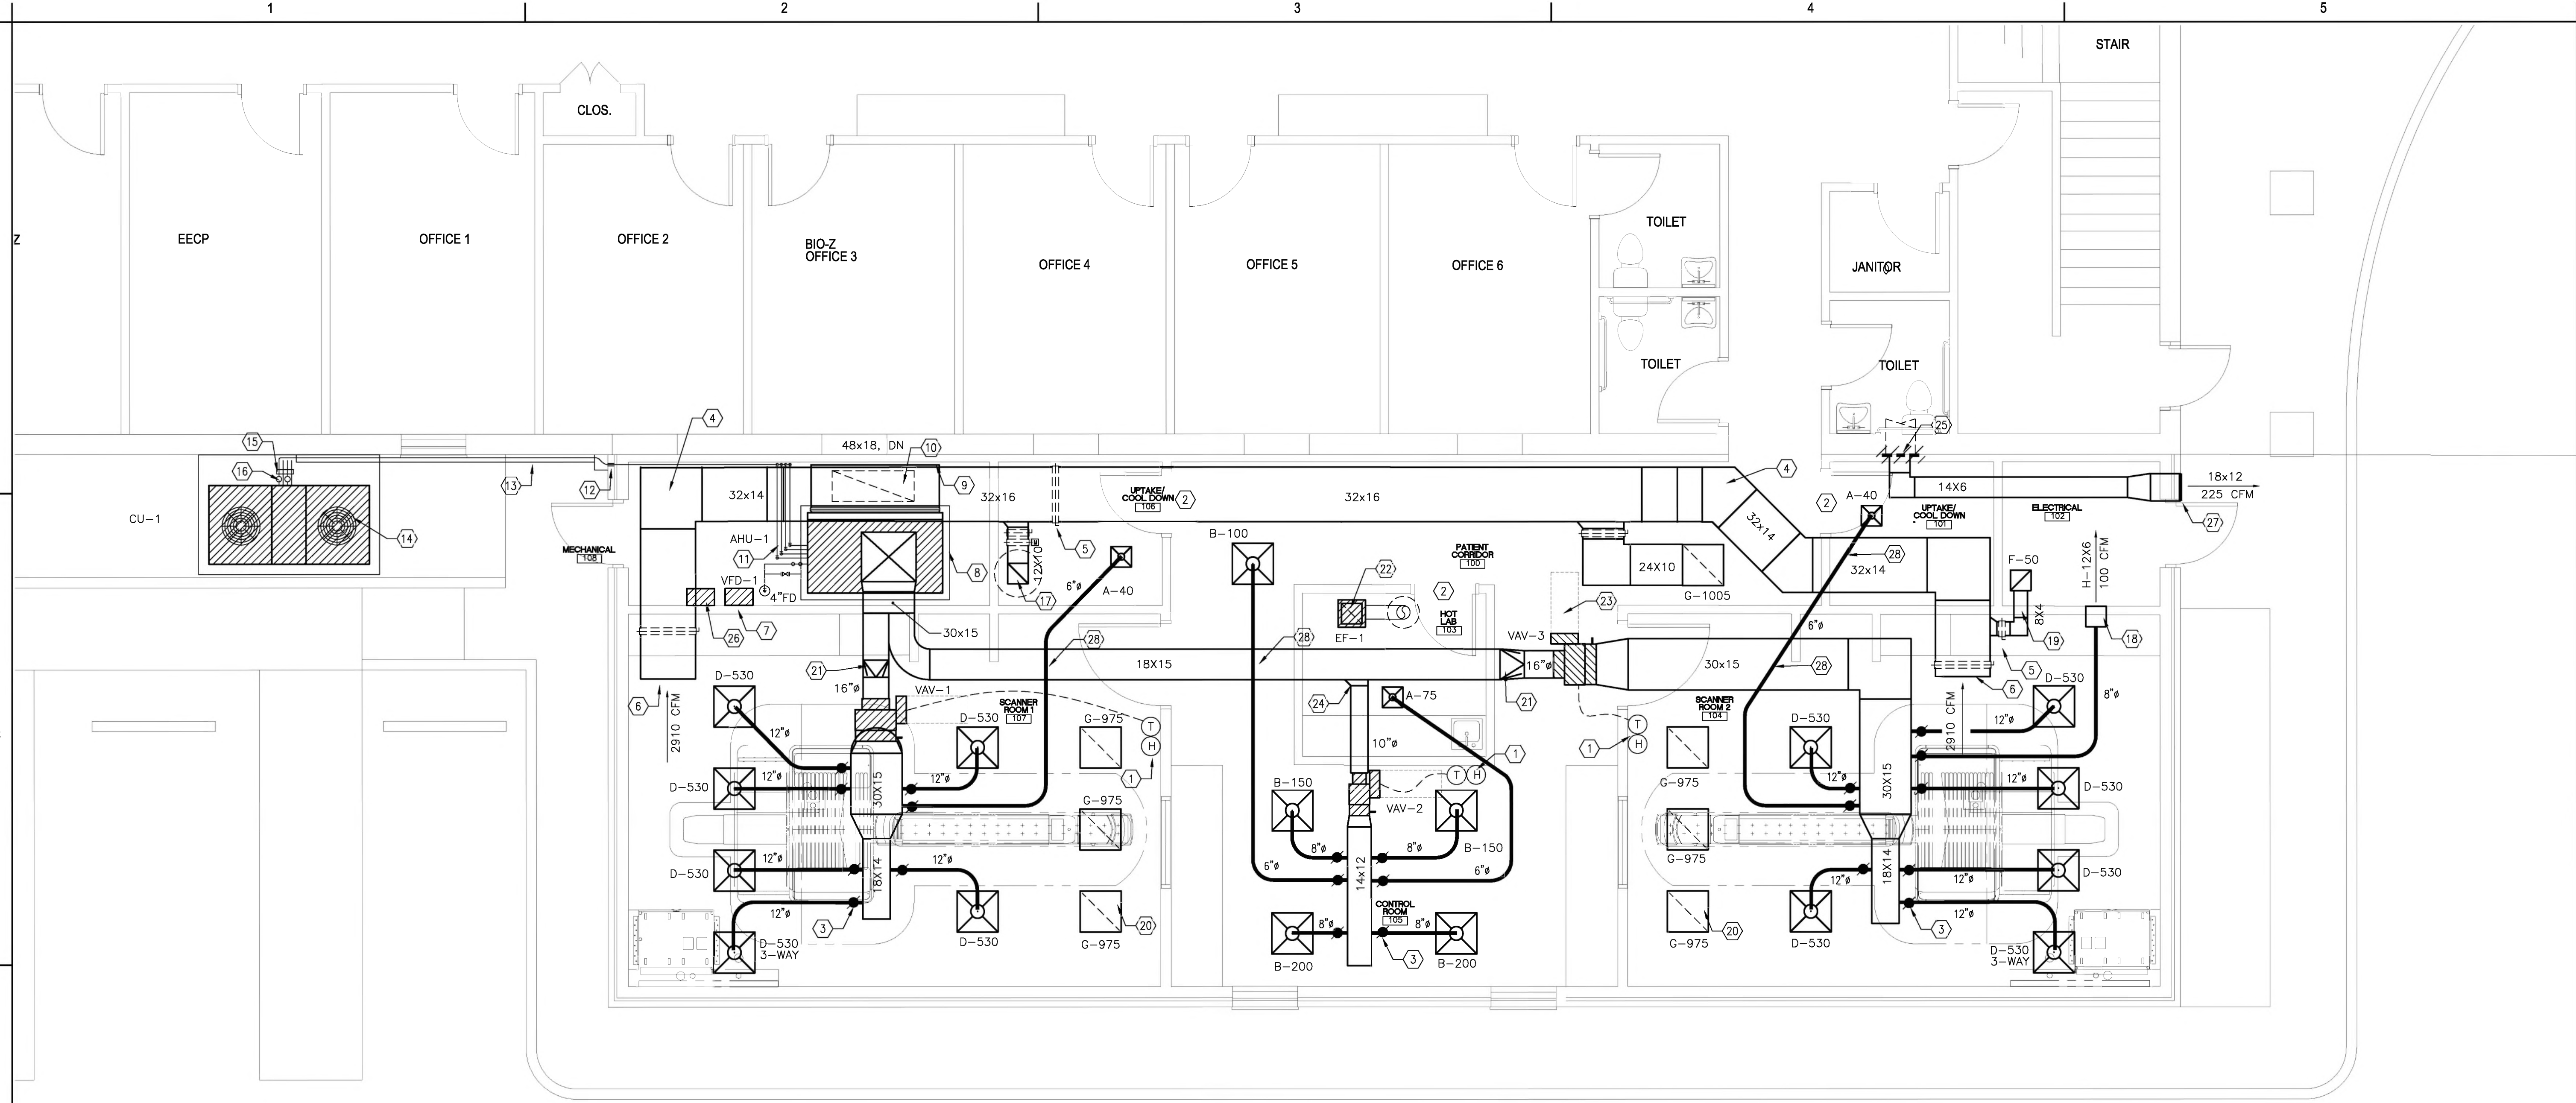 1
2
3
4
5
STAIR
CLOS.
Z
EECP
OFFICE 1
OFFICE 2
BIO-Z
OFFICE 3
OFFICE 4
OFFICE 5
OFFICE 6
TOILET
JANITOR
TOILET
TOILET
4
48x18, DN
10
15
16
13
12
9
25
4
32x14
32x16
UPTAKE/
COOL DOWN
106
2
32x16
2
A-40
14X6
18x12
225 CFM
27
CU-1
14
MECHANICAL
108
AHU-1
11
8
12X10
M
17
5
A-40
6"ø
B-100
PATIENT
CORRIDOR
100
32x14
UPTAKE/
COOL DOWN
101
ELECTRICAL
102
28
32x14
24X10
G-1005
F-50
8X4
H-12X6
100 CFM
VFD-1
4"FD
26
7
30x15
22
EF-1
2
HOT
LAB
103
23
VAV-3
6"ø
19
18
28
28
18X15
16"ø
21
30x15
28
5
6
8"ø
21
16"ø
VAV-1
6
2910 CFM
D-530
SCANNER
ROOM 1
107
24
A-75
SCANNER
ROOM 2
104
2910 CFM
D-530
12"ø
D-530
G-975
T
H
1
10"ø
1
T
H
1
T
H
G-975
D-530
12"ø
D-530
12"ø
30X15
12"ø
G-975
B-150
VAV-2
B-150
12"ø
30X15
12"ø
D-530
G-975
8"ø
8"ø
D-530
12"ø
18X14
12"ø
6"ø
14x12
6"ø
12"ø
18X14
12"ø
D-530
12"ø
3
D-530
3-WAY
D-530
G-975
20
CONTROL
ROOM
105
8"ø
8"ø
B-200
3
B-200
G-975
20
D-530
12"ø
3
D-530
3-WAY